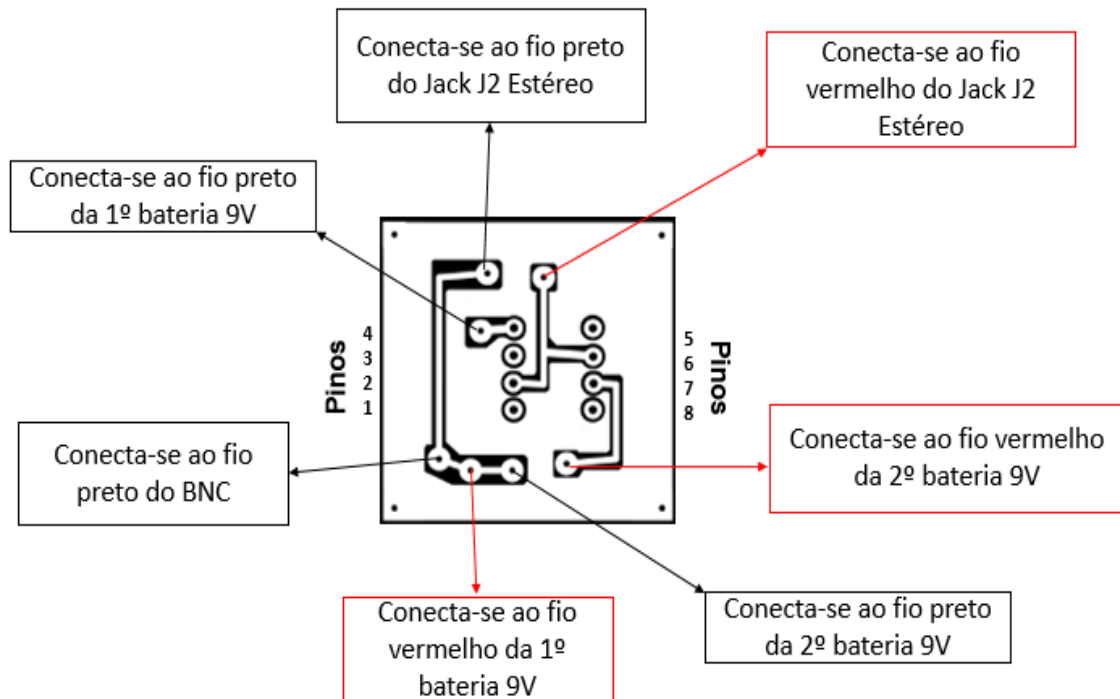 Conecta-se ao fio preto
do Jack J2 Estéreo
Conecta-se ao fio
vermelho do Jack J2
Estéreo
Conecta-se ao fio preto
da 1º bateria 9V
Pinos
4
3
2
1
5
6
7
8
Pinos
Conecta-se ao fio
preto do BNC
Conecta-se ao fio vermelho
da 2º bateria 9V
Conecta-se ao fio
vermelho da 1º
bateria 9V
Conecta-se ao fio preto
da 2º bateria 9V